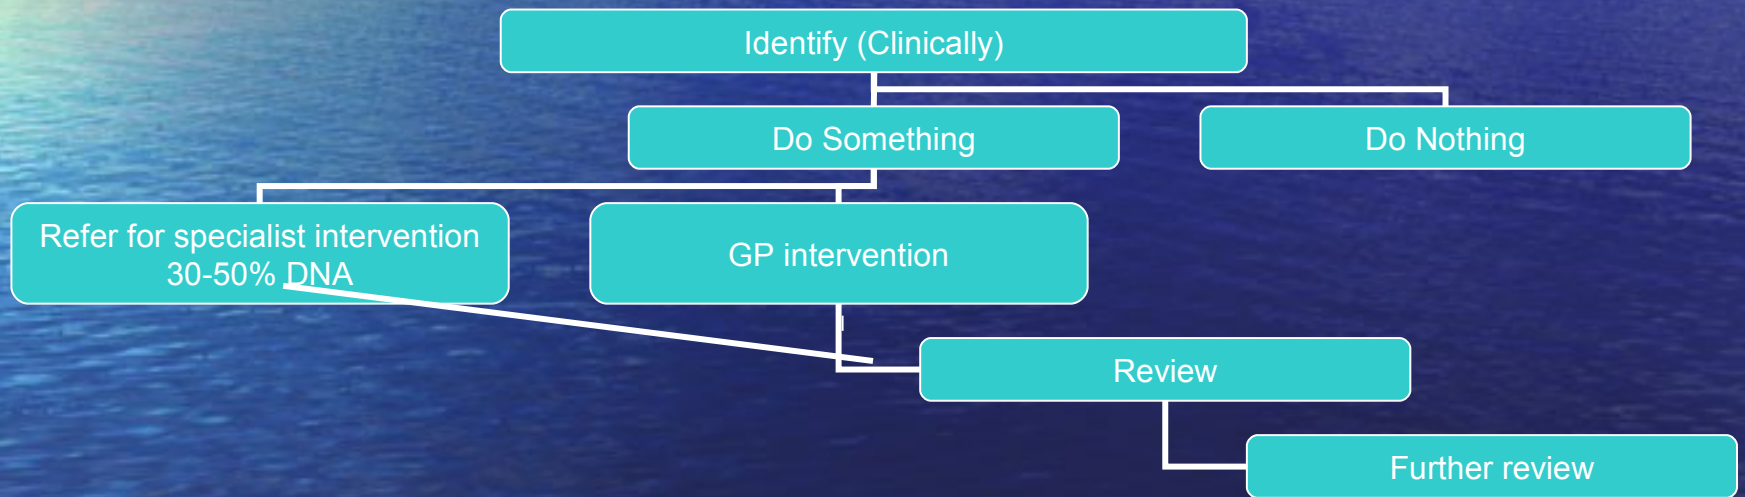 Identify (Clinically)
Do Something
Do Nothing
Refer for specialist intervention
30-50% DNA
GP intervention
Review
Further review